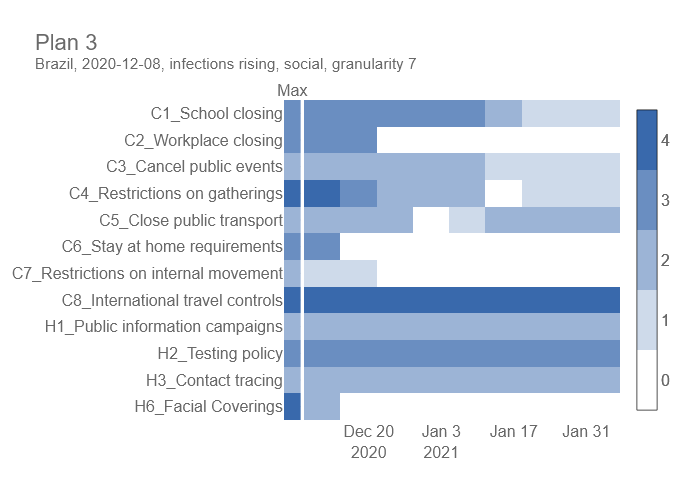 Plan 3
Brazil, 2020-12-08, infections rising, social, granularity 7
Max
C1_School closing
C2_Workplace closing
C3_Cancel public events
C4_Restrictions on gatherings
C5_Close public transport
C6_Stay at home requirements
C7_Restrictions on internal movement
C8_International travel controls
H1_Public information campaigns
H2_Testing policy
H3_Contact tracing
H6_Facial Coverings
4
3
2
1
0
Dec 20 Jan 3 Jan 17 Jan 31
2020 2021